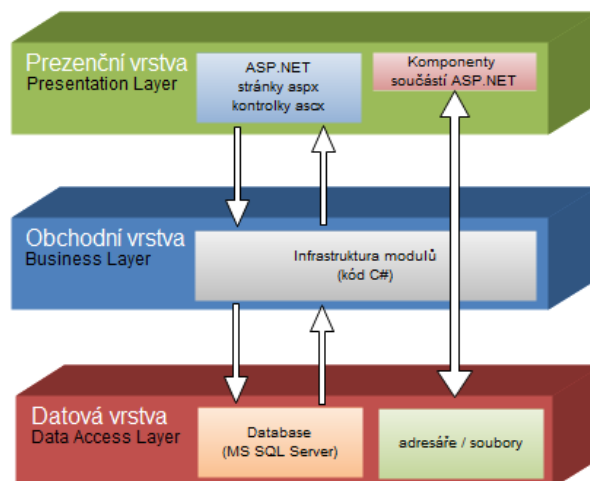 Prezenční vrstva
Presentation Layer
ASP.NET
stránky aspx
kontrolky ascx
Komponenty
součástí ASP.NET
Obchodní vrstva
Business Layer
Infrastruktura modulů
(kód C#)
Datová vrstva
Data Access Layer
Database
(MS SQL Server)
adresáře / soubory